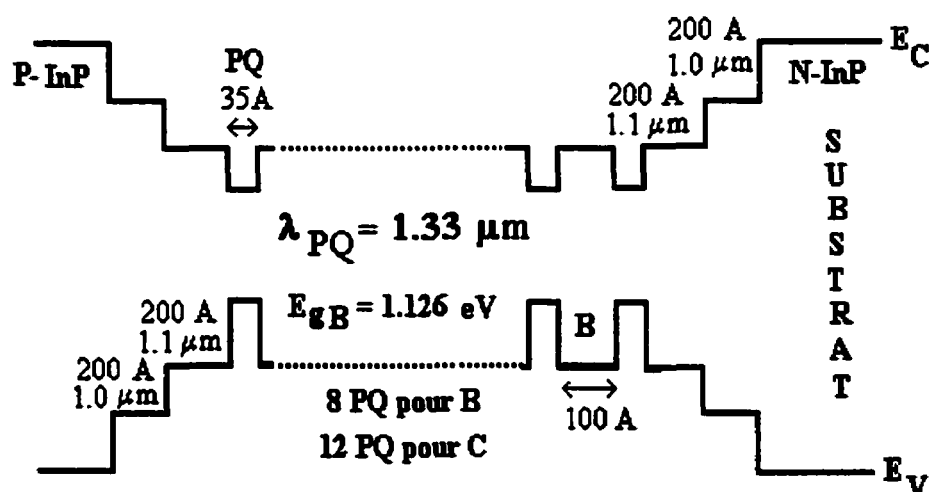 200 A
1.0 μm
E_C
P-InP
PQ
35A
N-InP
200 A
1.1 μm
SUBSTRAT
λ_PQ = 1.33 μm
E_gB = 1.126 eV
200 A
1.1 μm
B
200 A
1.0 μm
8 PQ pour B
100 A
12 PQ pour C
E_V